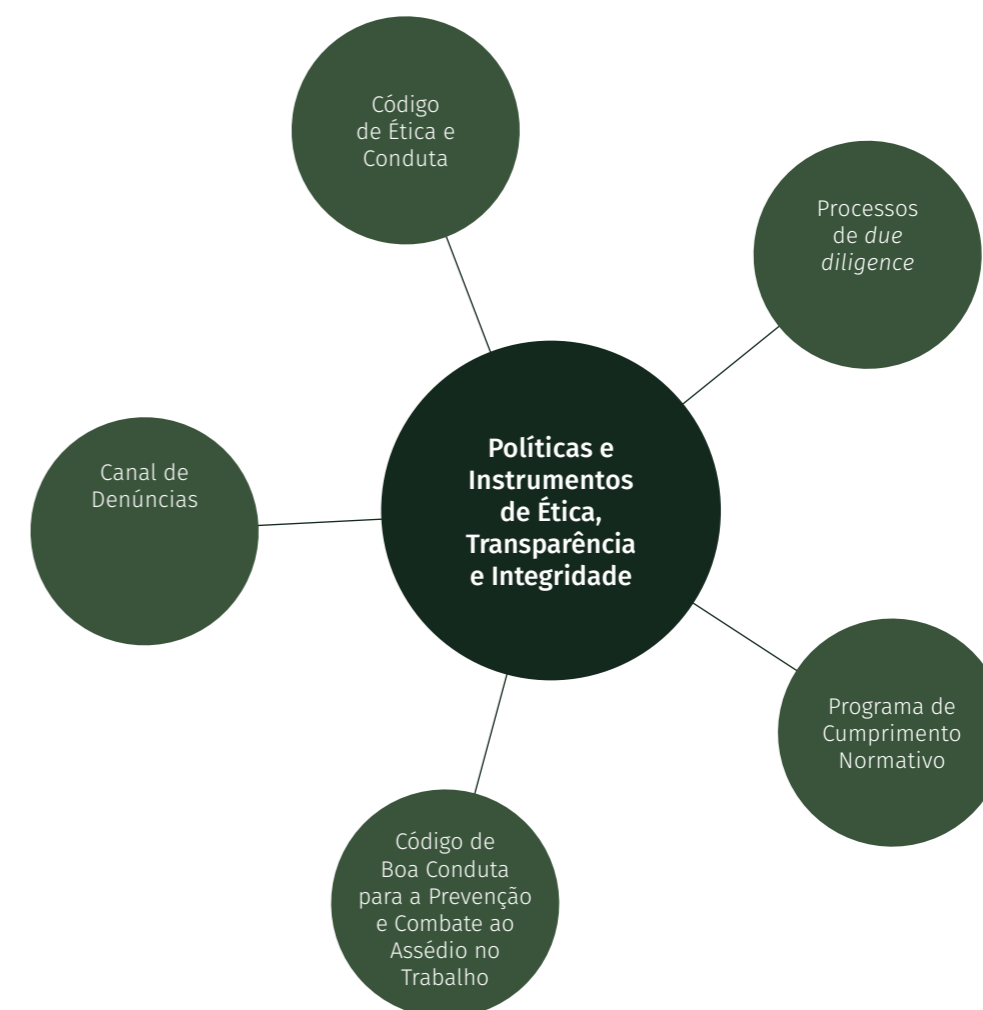 Código
de Ética e
Conduta
Processos
de due
diligence
Políticas e
Instrumentos
de Ética,
Transparência
e Integridade
Canal de
Denúncias
Programa de
Cumprimento
Normativo
Código de
Boa Conduta
para a Prevenção
e Combate ao
Assédio no
Trabalho